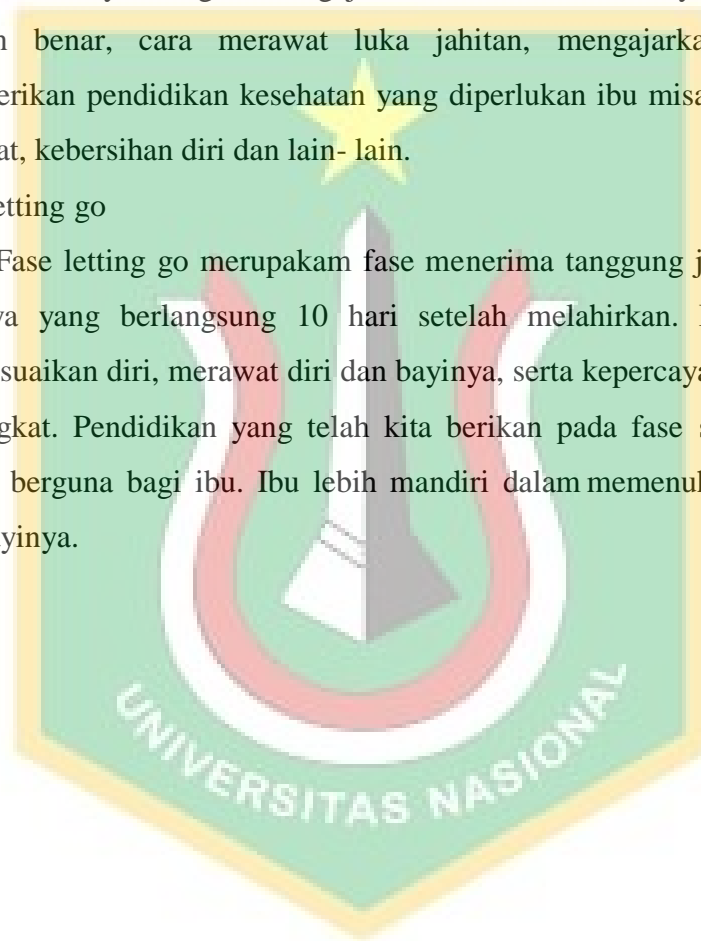 benar, cara merawat luka jahitan, mengajarka
erikan pendidikan kesehatan yang diperlukan ibu misa
at, kebersihan diri dan lain- lain.
etting go
Fase letting go merupakam fase menerima tanggung j
ya yang berlangsung 10 hari setelah melahirkan.
suaikan diri, merawat diri dan bayinya, serta kepercaya
gkat. Pendidikan yang telah kita berikan pada fase s
berguna bagi ibu. Ibu lebih mandiri dalam memenu
yinya.
UNIVERSITAS NASIONAL